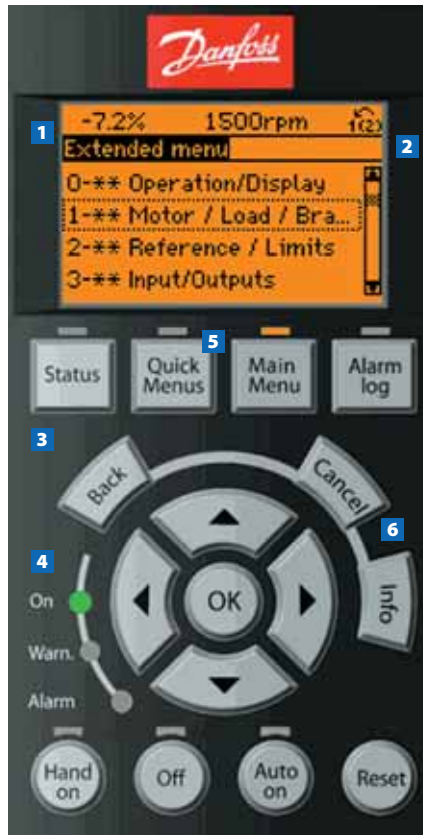 Danfoss
1
-7.2% 1500rpm 1(2)
Extended menu
2
0-** Operation/Display
1-** Motor / Load / Bra...
2-** Reference / Limits
3-** Input/Outputs
5
Status
Quick
Menus
Main
Menu
Alarm
log
3
Back
Cancel
6
Info
4
On
OK
Warn.
Alarm
Hand
on
Off
Auto
on
Reset